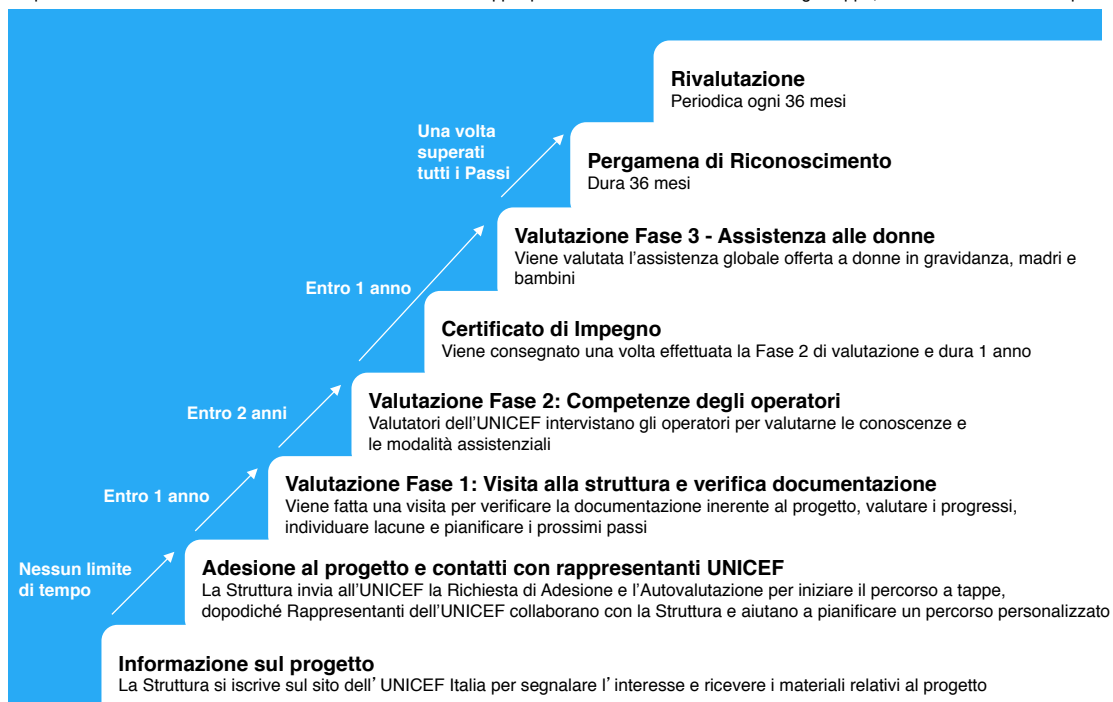 Rivalutazione
Periodica ogni 36 mesi
Una volta
superati
tutti i Passi
Pergamena di Riconoscimento
Dura 36 mesi
Valutazione Fase 3 - Assistenza alle donne
Viene valutata l'assistenza globale offerta a donne in gravidanza, madri e
bambini
Entro 1 anno
Certificato di Impegno
Viene consegnato una volta effettuata la Fase 2 di valutazione e dura 1 anno
Entro 2 anni
Valutazione Fase 2: Competenze degli operatori
Valutatori dell'UNICEF intervistano gli operatori per valutarne le conoscenze e
le modalità assistenziali
Entro 1 anno
Valutazione Fase 1: Visita alla struttura e verifica documentazione
Viene fatta una visita per verificare la documentazione inerente al progetto, valutare i progressi,
individuare lacune e pianificare i prossimi passi
Nessun limite
di tempo
Adesione al progetto e contatti con rappresentanti UNICEF
La Struttura invia all'UNICEF la Richiesta di Adesione e l'Autovalutazione per iniziare il percorso a tappe,
dopodiché Rappresentanti dell'UNICEF collaborano con la Struttura e aiutano a pianificare un percorso personalizzato
Informazione sul progetto
La Struttura si iscrive sul sito dell' UNICEF Italia per segnalare l' interesse e ricevere i materiali relativi al progetto